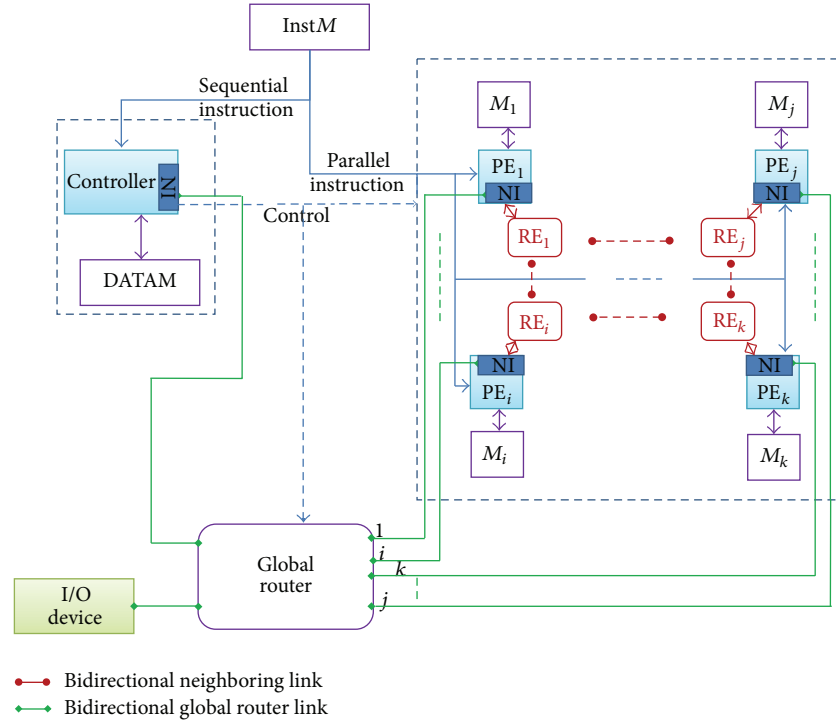 InstM
Sequential
instruction
Parallel
instruction
Controller
NI
Control
DATAM
M1
Mj
PE1
NI
PEj
NI
RE1
REj
REi
REk
NI
PEi
NI
PEk
Mi
Mk
Global
router
1
i
k
j
I/O
device
Bidirectional neighboring link
Bidirectional global router link